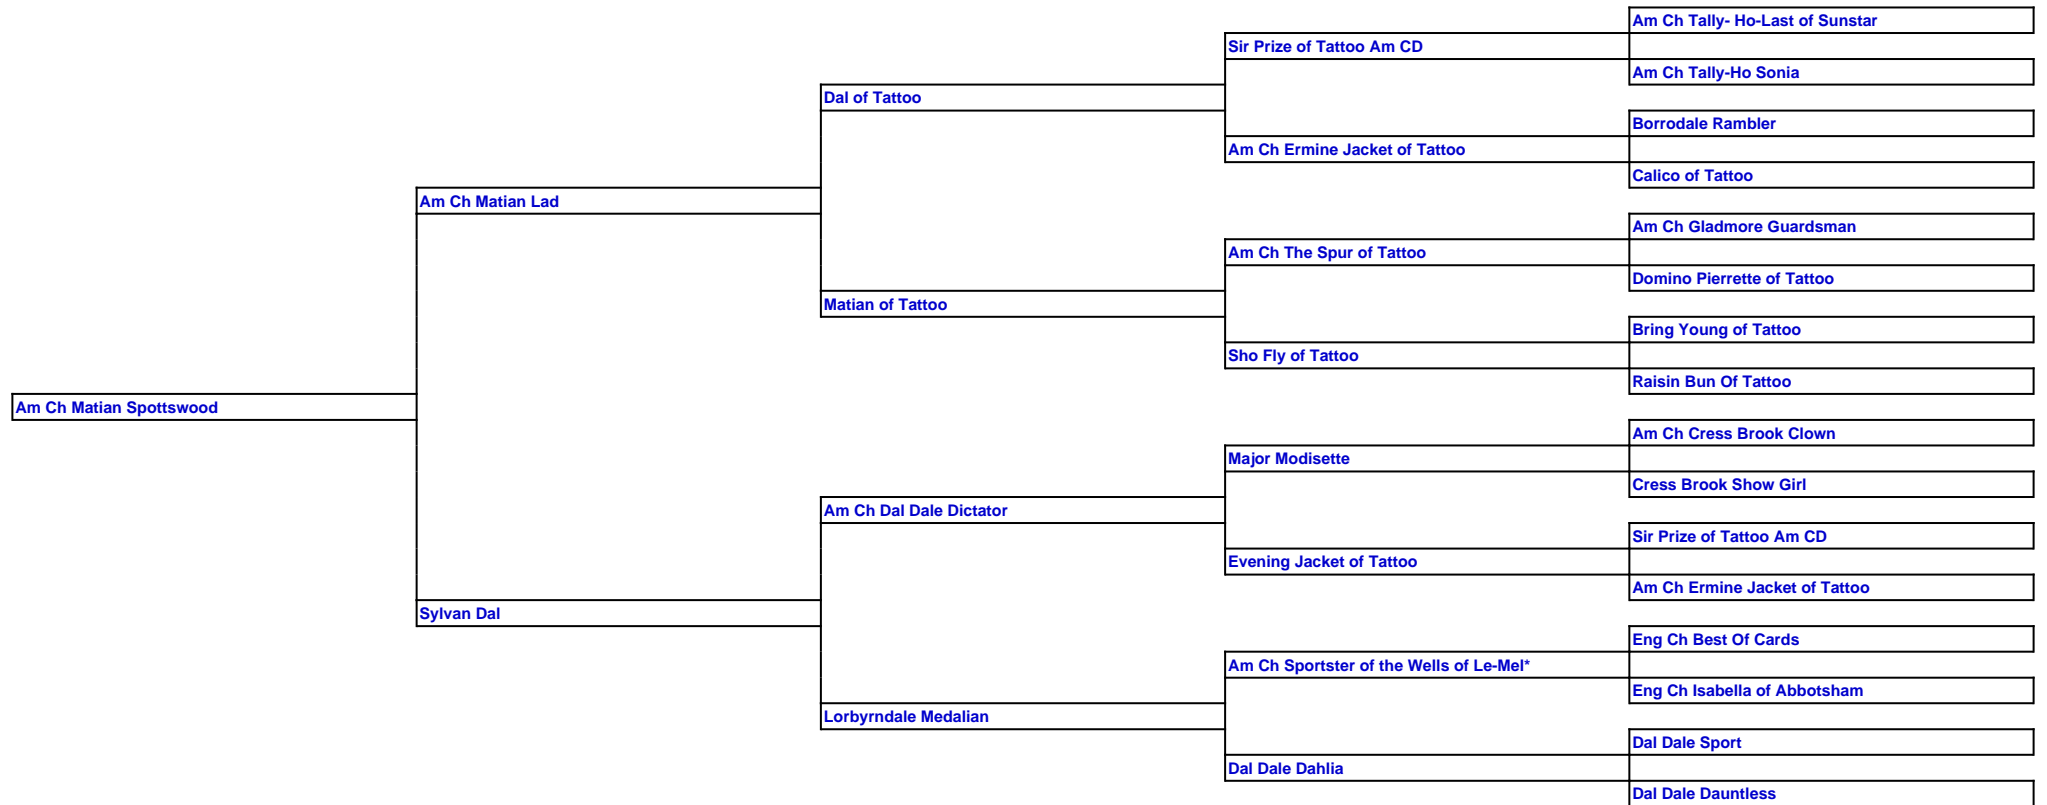 Am Ch Tally- Ho-Last of Sunstar
Sir Prize of Tattoo Am CD
Am Ch Tally-Ho Sonia
Dal of Tattoo
Borrodale Rambler
Am Ch Ermine Jacket of Tattoo
Calico of Tattoo
Am Ch Matian Lad
Am Ch Gladmore Guardsman
Am Ch The Spur of Tattoo
Domino Pierrette of Tattoo
Matian of Tattoo
Bring Young of Tattoo
Sho Fly of Tattoo
Raisin Bun Of Tattoo
Am Ch Matian Spottswood
Am Ch Cress Brook Clown
Major Modisette
Cress Brook Show Girl
Am Ch Dal Dale Dictator
Sir Prize of Tattoo Am CD
Evening Jacket of Tattoo
Am Ch Ermine Jacket of Tattoo
Sylvan Dal
Eng Ch Best Of Cards
Am Ch Sportster of the Wells of Le-Mel*
Eng Ch Isabella of Abbotsham
Lorbyrndale Medalian
Dal Dale Sport
Dal Dale Dahlia
Dal Dale Dauntless